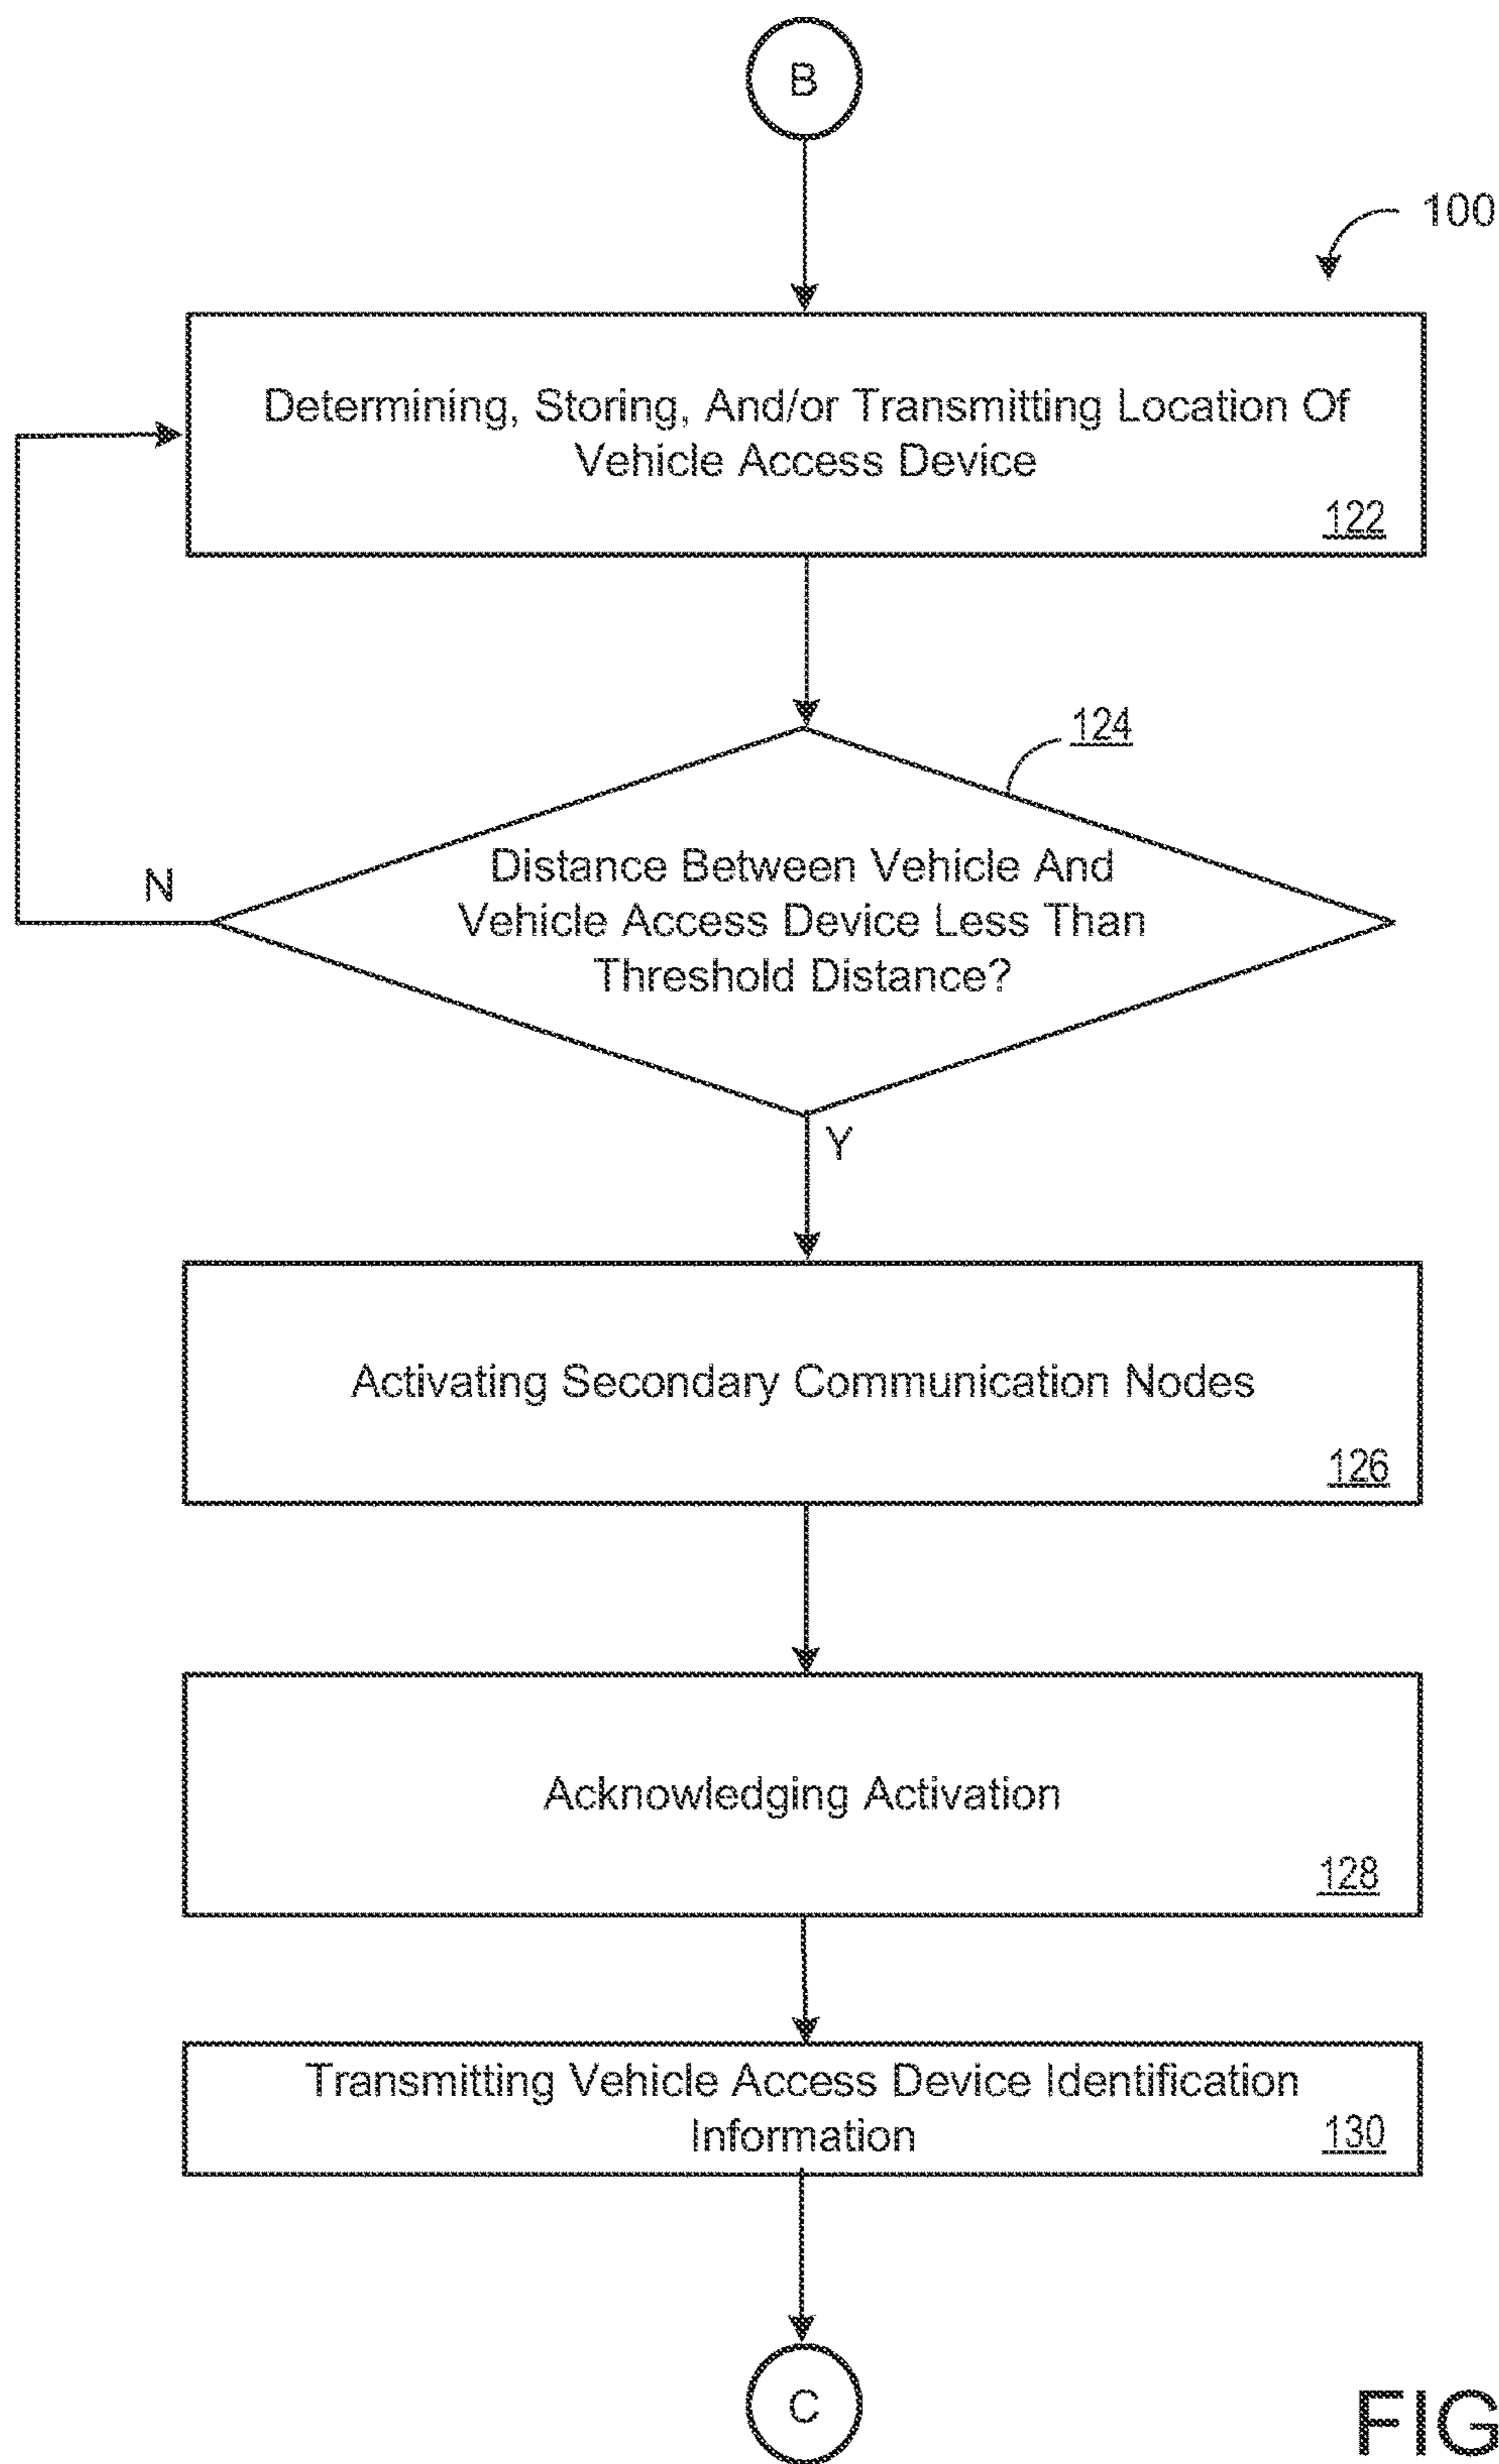 B
100
Determining, Storing, And/or Transmitting Location Of
Vehicle Access Device
122
124
Distance Between Vehicle And
Vehicle Access Device Less Than
Threshold Distance?
N
Y
Activating Secondary Communication Nodes
126
Acknowledging Activation
128
Transmitting Vehicle Access Device Identification
Information
130
C
FIG